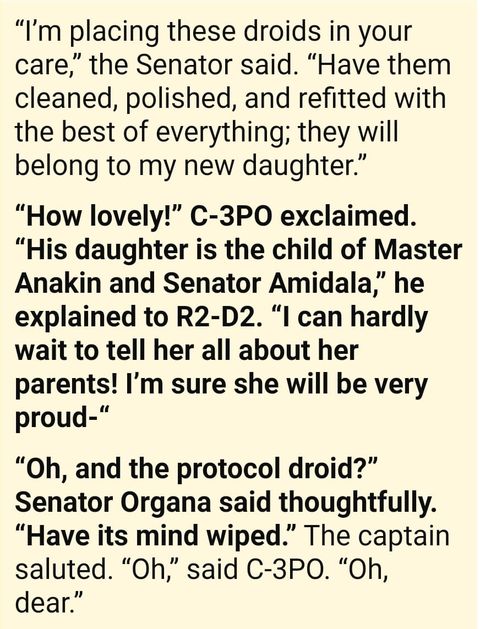 “I’m placing these droids in your
care,” the Senator said. “Have them
cleaned, polished, and refitted with
the best of everything; they will
belong to my new daughter.”
“How lovely!” C-3PO exclaimed.
“His daughter is the child of Master
Anakin and Senator Amidala,” he
explained to R2-D2. “I can hardly
wait to tell her all about her
parents! I’m sure she will be very
proud-“
“Oh, and the protocol droid?”
Senator Organa said thoughtfully.
“Have its mind wiped.” The captain
saluted. “Oh,” said C-3PO. “Oh,
dear.”